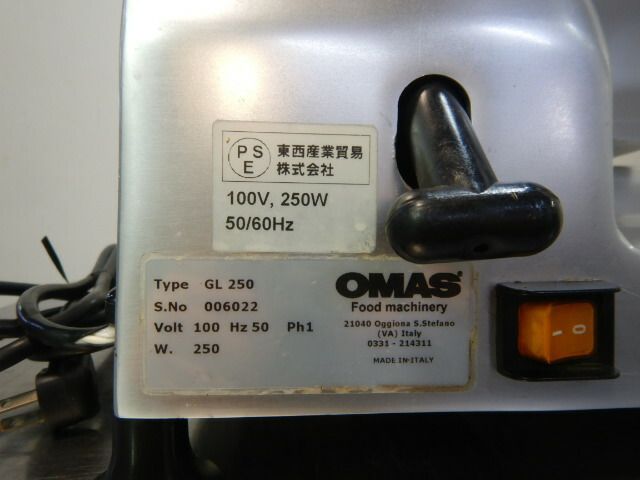 PS
E
東西産業貿易
株式会社
100V, 250W
50/60Hz
Type GL 250
S.No 006022
Volt 100 Hz 50 Ph1
W. 250
OMAS®
Food machinery
21040 Oggiona S.Stefano
(VA) Italy
0331 - 214311
MADE IN-ITALY
I O